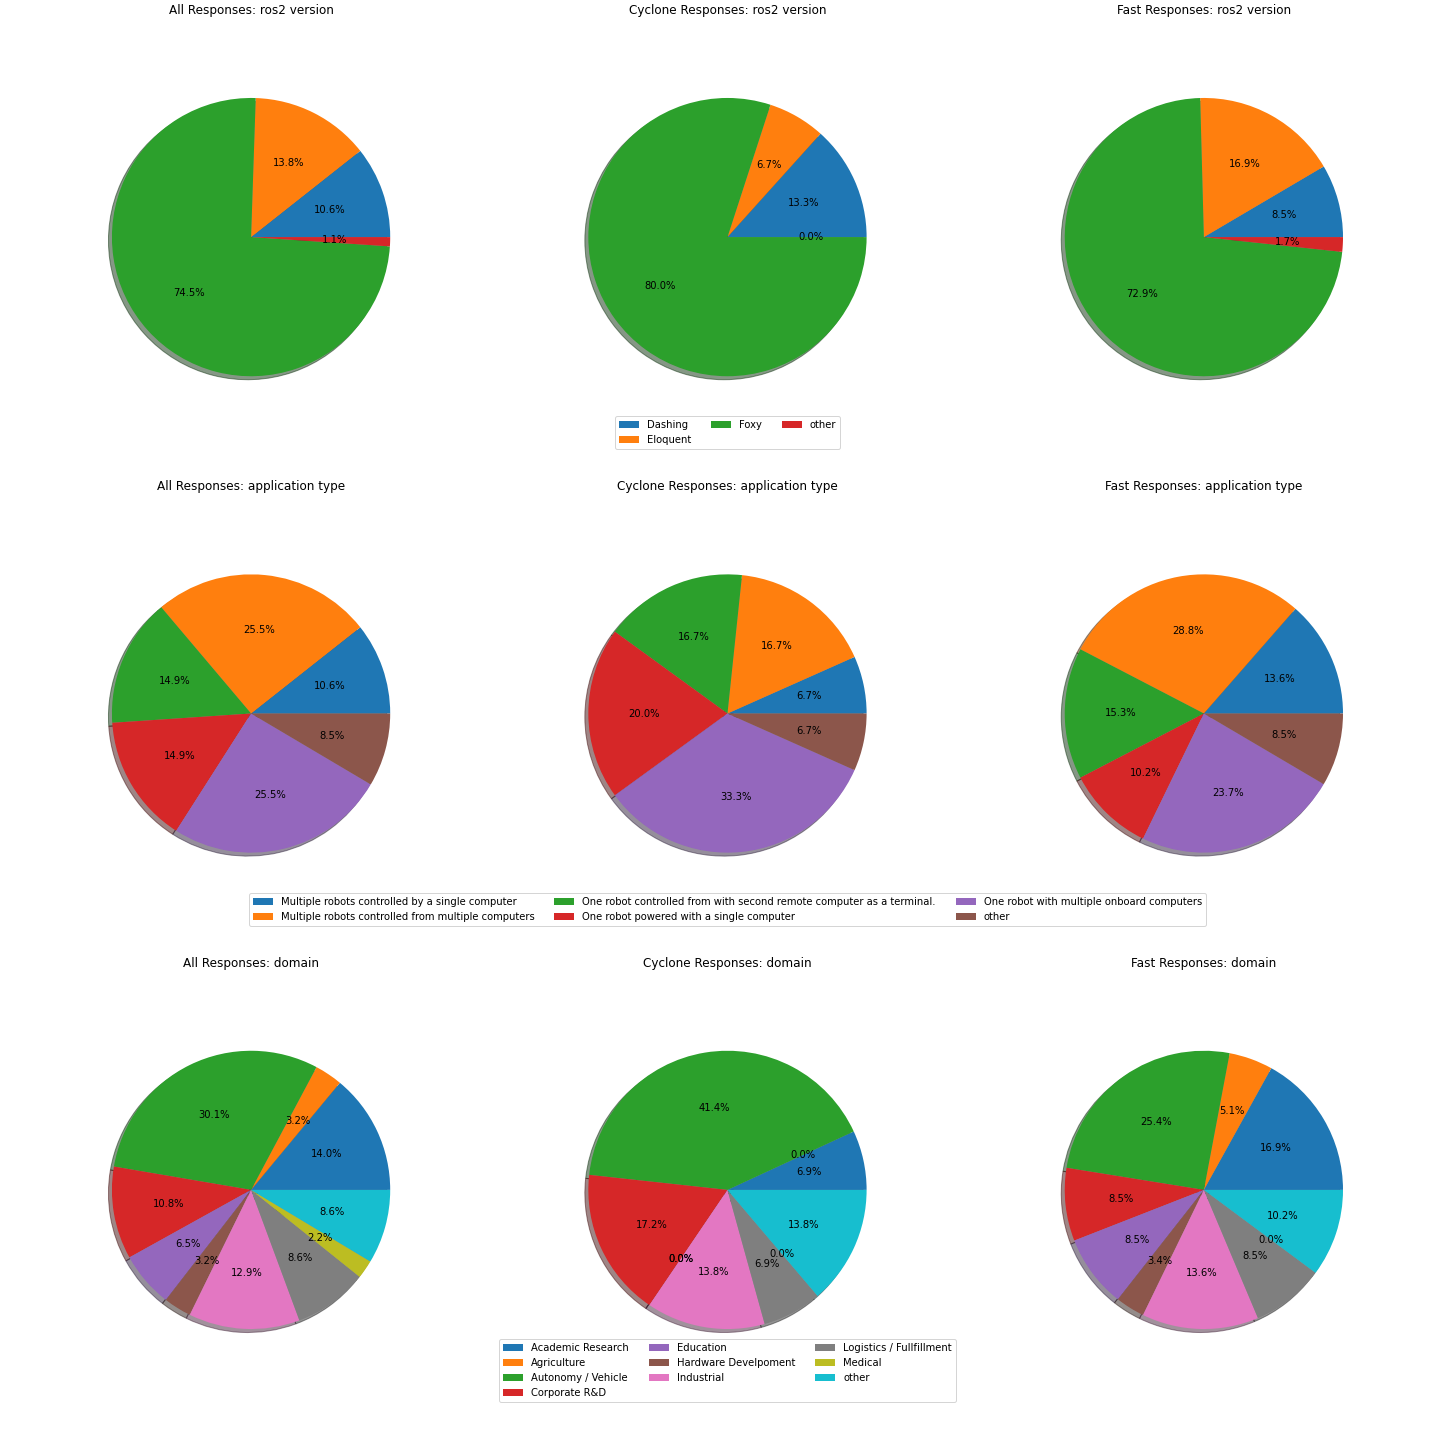 All Responses: ros2 version
Cyclone Responses: ros2 version
Fast Responses: ros2 version
13.8%
10.6%
1.1%
74.5%
6.7%
13.3%
0.0%
80.0%
16.9%
8.5%
1.7%
72.9%
Dashing
Eloquent
Foxy
other
All Responses: application type
Cyclone Responses: application type
Fast Responses: application type
25.5%
10.6%
14.9%
14.9%
25.5%
8.5%
16.7%
16.7%
6.7%
20.0%
33.3%
6.7%
28.8%
13.6%
15.3%
10.2%
23.7%
8.5%
Multiple robots controlled by a single computer
Multiple robots controlled from multiple computers
One robot controlled from with second remote computer as a terminal.
One robot powered with a single computer
One robot with multiple onboard computers
other
All Responses: domain
Cyclone Responses: domain
Fast Responses: domain
30.1%
3.2%
14.0%
10.8%
6.5%
3.2%
12.9%
8.6%
2.2%
8.6%
41.4%
0.0%
6.9%
17.2%
0.0%
0.0%
13.8%
6.9%
0.0%
13.8%
25.4%
5.1%
16.9%
8.5%
8.5%
3.4%
13.6%
8.5%
0.0%
10.2%
Academic Research
Agriculture
Autonomy / Vehicle
Corporate R&D
Education
Hardware Develpoment
Industrial
Logistics / Fullfillment
Medical
other